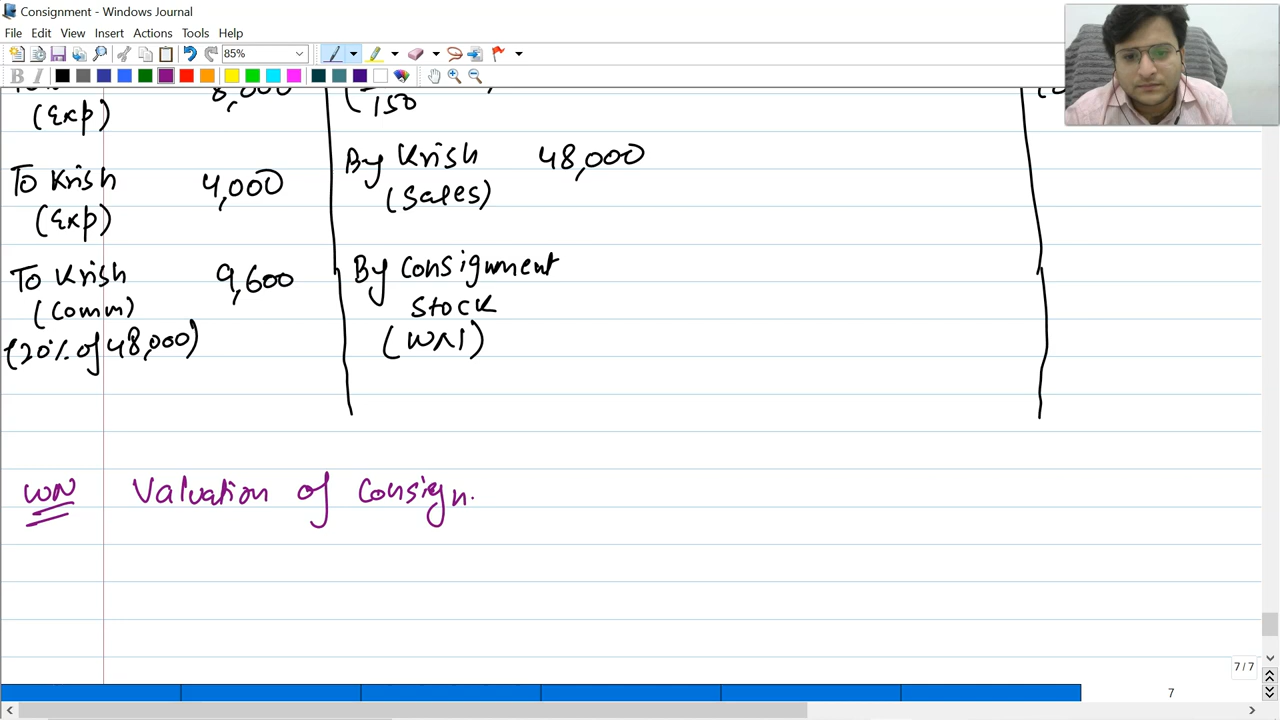 Consignment - Windows Journal
File Edit View Insert Actions Tools Help
85%
B I
(Exp)
150
To Krish 4,000
(Exp)
By Krish 48,000
(Sales)
To Krish 9,600
(Comm)
(20% of 48,000)
By Consignment
Stock
(WN1)
WN Valuation of Consign.
7 / 7
7